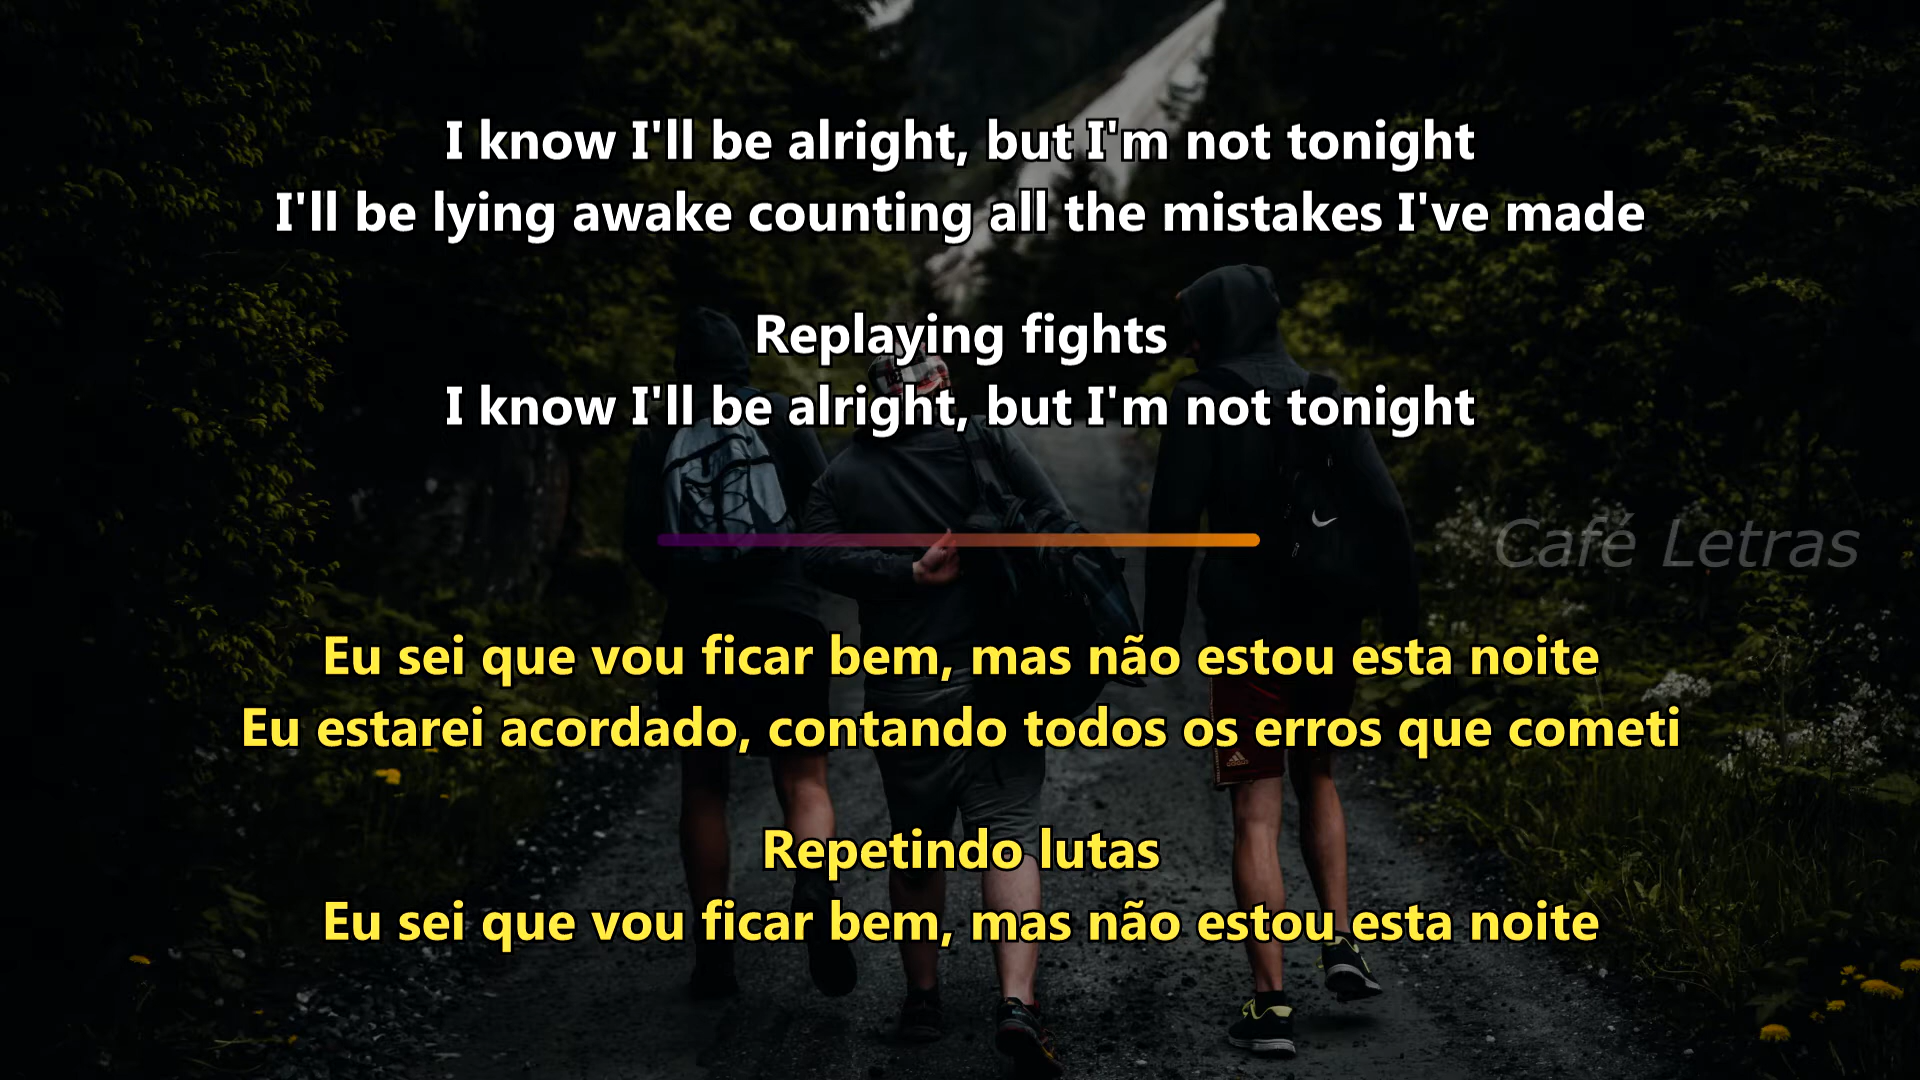 I know I'll be alright, but I'm not tonight
I'll be lying awake counting all the mistakes I've made
Replaying fights
I know I'll be alright, but I'm not tonight
Café Letras
Eu sei que vou ficar bem, mas não estou esta noite
Eu estarei acordado, contando todos os erros que cometi
adidas
Repetindo lutas
Eu sei que vou ficar bem, mas não estou esta noite